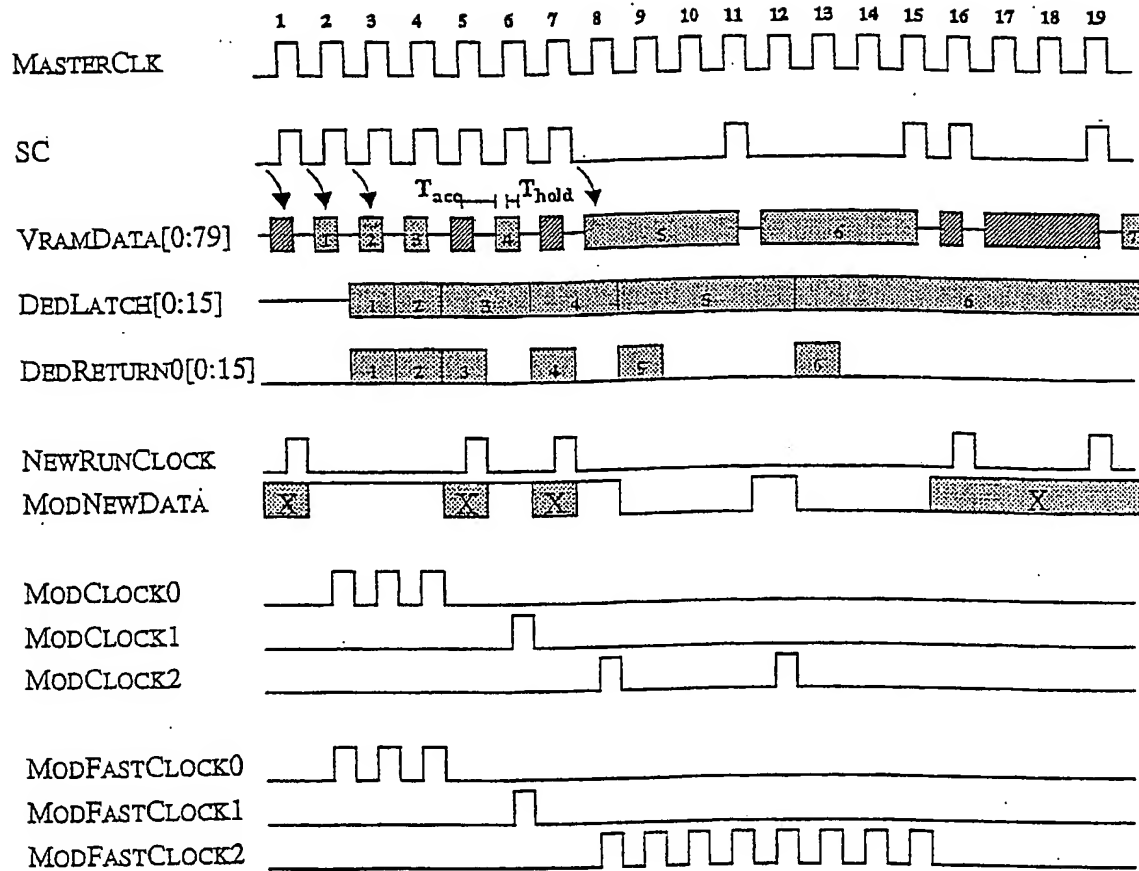 1 2 3 4 5 6 7 8 9 10 11 12 13 14 15 16 17 18 19
MASTERCLK
SC
Tacq Thold
VRAMDATA[0:79] 1 2 3 4 5 6 7
DEDLATCH[0:15] 1 2 3 4 5 6
DEDRETURN0[0:15] 1 2 3 4 5 6
NEWRUNCLOCK
MODNEWDATA X X X X
MODCLOCK0
MODCLOCK1
MODCLOCK2
MODFASTCLOCK0
MODFASTCLOCK1
MODFASTCLOCK2